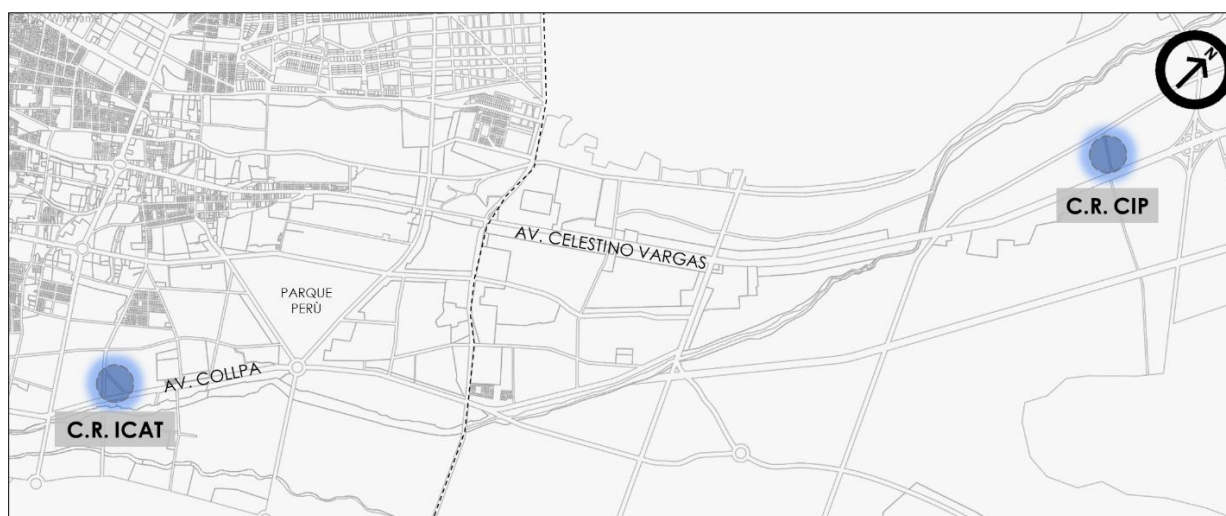 N
C.R. CIP
AV. CELESTINO VARGAS
PARQUE
PERÙ
AV. COLLPA
C.R. ICAT